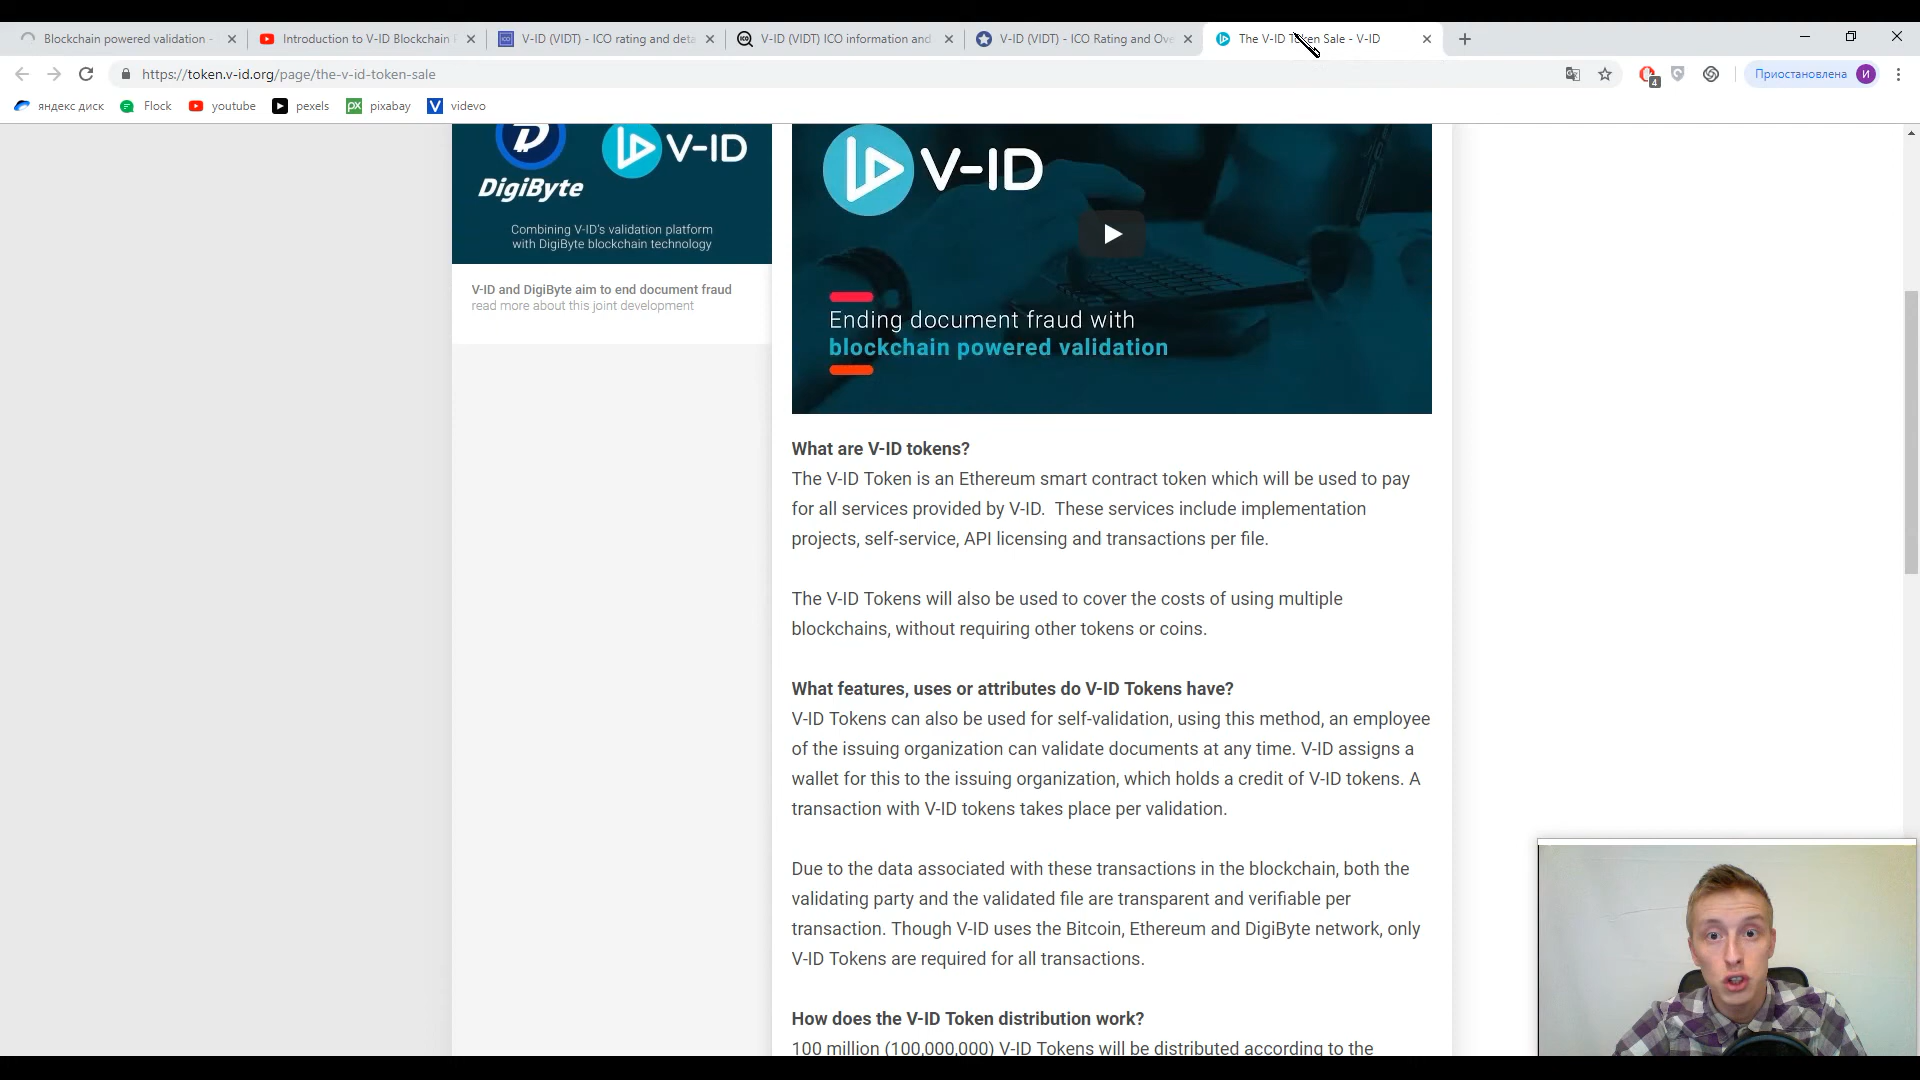 Blockchain powered validation -
Introduction to V-ID Blockchain
V-ID (VIDT) - ICO rating and deta
V-ID (VIDT) ICO information and
V-ID (VIDT) - ICO Rating and Ove
The V-ID Token Sale - V-ID
https://token.v-id.org/page/the-v-id-token-sale
4
Приостановлена И
яндекс диск
Flock
youtube
pexels
px pixabay
V videvo
DigiByte
V-ID
Combining V-ID's validation platform
with DigiByte blockchain technology
V-ID and DigiByte aim to end document fraud
read more about this joint development
V-ID
Ending document fraud with
blockchain powered validation
What are V-ID tokens?
The V-ID Token is an Ethereum smart contract token which will be used to pay
for all services provided by V-ID.  These services include implementation
projects, self-service, API licensing and transactions per file.
The V-ID Tokens will also be used to cover the costs of using multiple
blockchains, without requiring other tokens or coins.
What features, uses or attributes do V-ID Tokens have?
V-ID Tokens can also be used for self-validation, using this method, an employee
of the issuing organization can validate documents at any time. V-ID assigns a
wallet for this to the issuing organization, which holds a credit of V-ID tokens. A
transaction with V-ID tokens takes place per validation.
Due to the data associated with these transactions in the blockchain, both the
validating party and the validated file are transparent and verifiable per
transaction. Though V-ID uses the Bitcoin, Ethereum and DigiByte network, only
V-ID Tokens are required for all transactions.
How does the V-ID Token distribution work?
100 million (100,000,000) V-ID Tokens will be distributed according to the